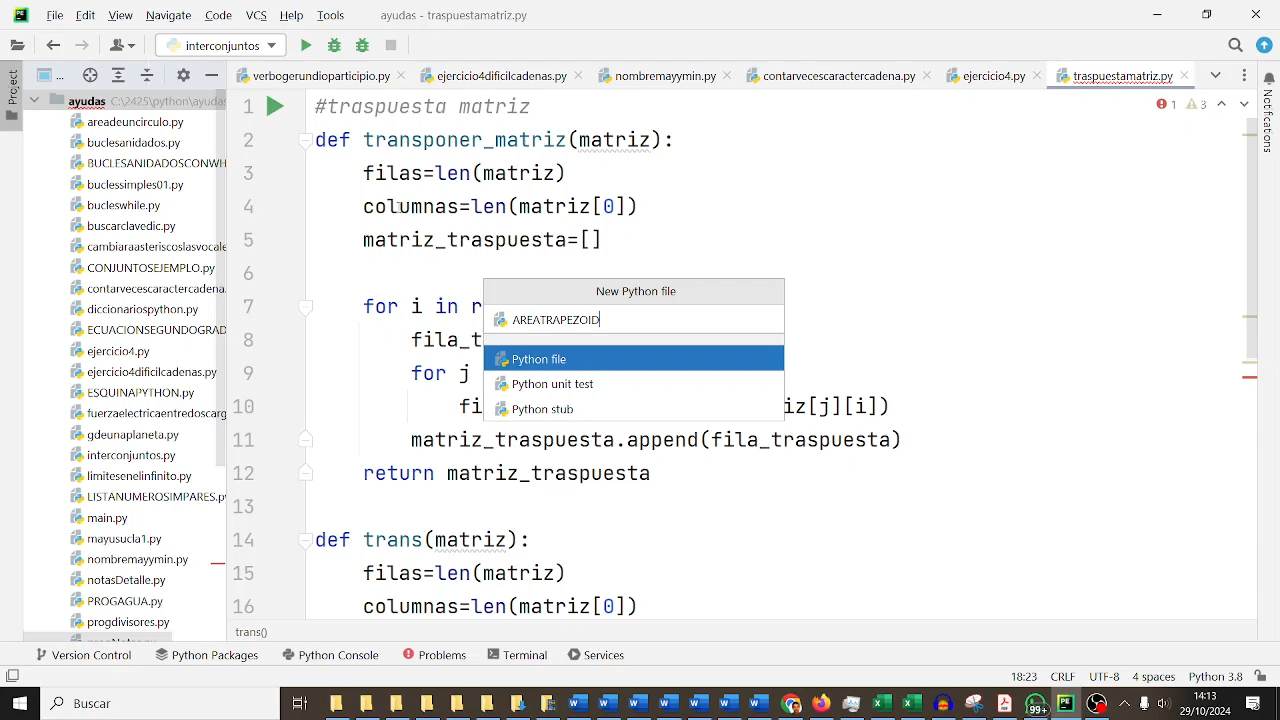 File Edit View Navigate Code VCS Help Tools ayudas - traspuestamatriz.py
interconjuntos
Project
...
verbogerundioparticipio.py ejercicio4dificilcadenas.py nombremayymin.py contarvecescaractercadena.py ejercicio4.py traspuestamatriz.py
ayudas C:\2425\python\ayudas
areadeuncirculo.py
buclesanidados.py
BUCLESANIDADOSCONWH
buclessimples01.py
bucleswhile.py
buscarclavedic.py
cambiaraasteriscoslasvocale
CONJUNTOSEJEMPLO.py
contarvecescaractercadena.
diccionariospython.py
ECUACIONSEGUNDOGRAD
ejercicio4.py
ejercicio4dificilcadenas.py
ESQUINAPYTHON.py
fuerzaelectricaentredoscarg
gdeunaplaneta.py
interconjuntos.py
limitesenelinfinito.py
LISTANUMEROSIMPARES.py
main.py
mayusucla1.py
nombremayymin.py
notasDetalle.py
PROGAGUA.py
progdivisores.py
1 #traspuesta matriz
2 def transponer_matriz(matriz):
3 filas=len(matriz)
4 columnas=len(matriz[0])
5 matriz_traspuesta=[]
6
7 for i in r
8 fila_t
9 for j
10 fi iz[j][i])
11 matriz_traspuesta.append(fila_traspuesta)
12 return matriz_traspuesta
13
14 def trans(matriz):
15 filas=len(matriz)
16 columnas=len(matriz[0])
1 3
Notifications
New Python file
AREATRAPEZOID
Python file
Python unit test
Python stub
trans()
Version Control Python Packages Python Console Problems Terminal Services
18:23 CRLF UTF-8 4 spaces Python 3.8
Buscar
99+
14:13
29/10/2024